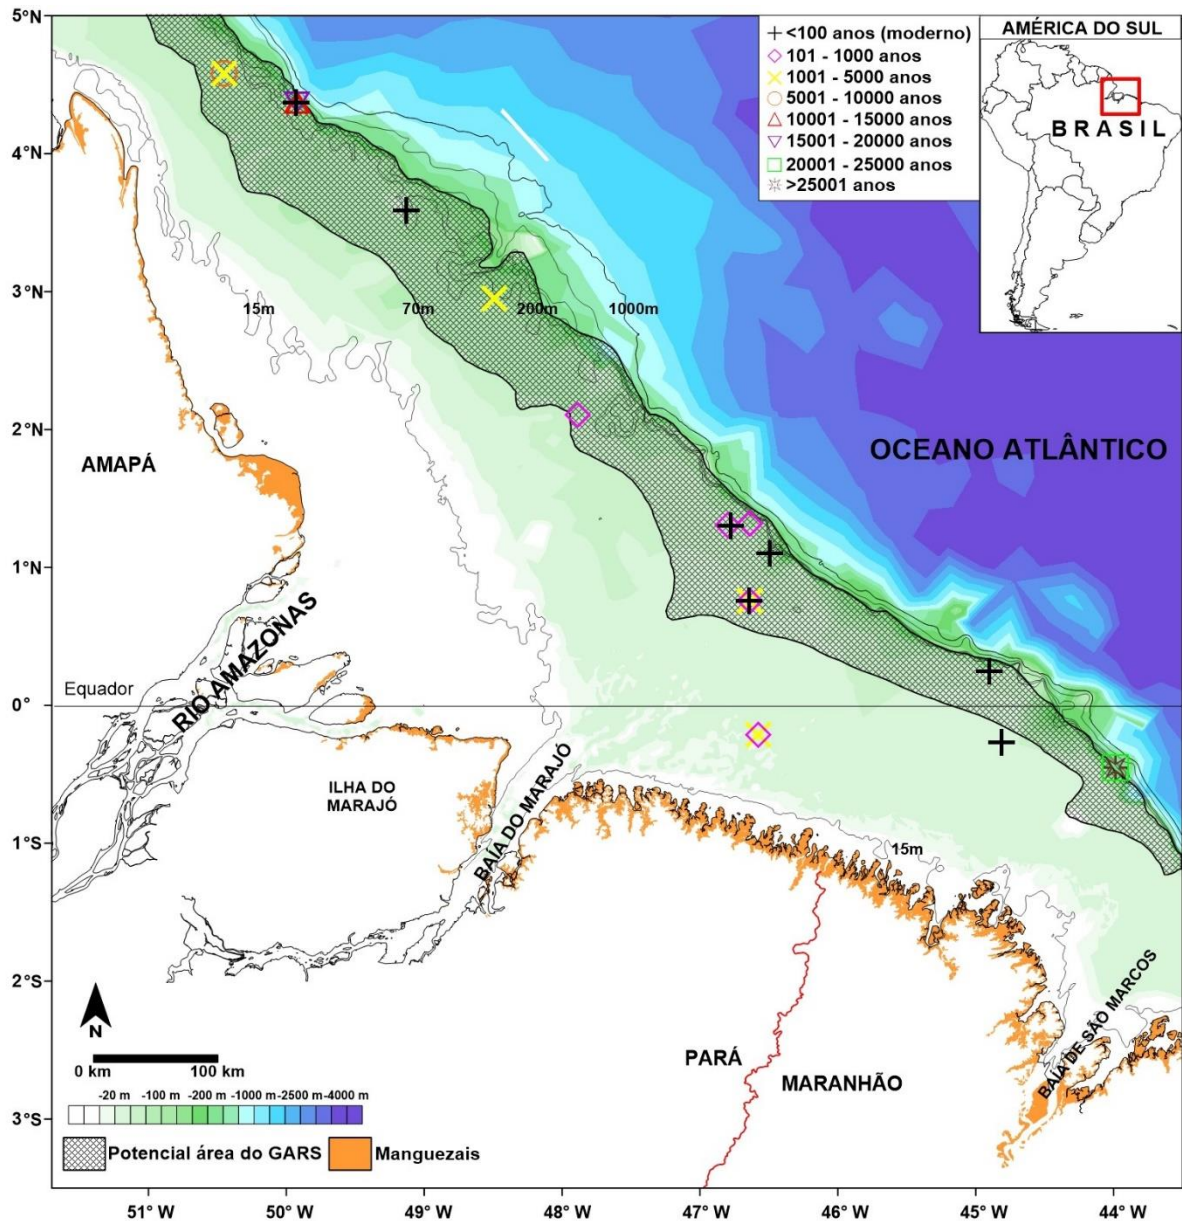 5°N
4°N
3°N
2°N
1°N
0°
1°S
2°S
3°S
<100 anos (moderno)
101 - 1000 anos
1001 - 5000 anos
5001 - 10000 anos
10001 - 15000 anos
15001 - 20000 anos
20001 - 25000 anos
>25001 anos
AMÉRICA DO SUL
BRASIL
15m
70m
200m
1000m
OCEANO ATLÂNTICO
AMAPÁ
RIO AMAZONAS
Equador
ILHA DO
MARAJÓ
BAÍA DO MARAJÓ
15m
BAÍA DE SÃO MARCOS
PARÁ
MARANHÃO
N
0 km 100 km
-20 m -100 m -200 m -1000 m -2500 m -4000 m
Potencial área do GARS
Manguezais
51° W 50° W 49° W 48° W 47° W 46° W 45° W 44° W